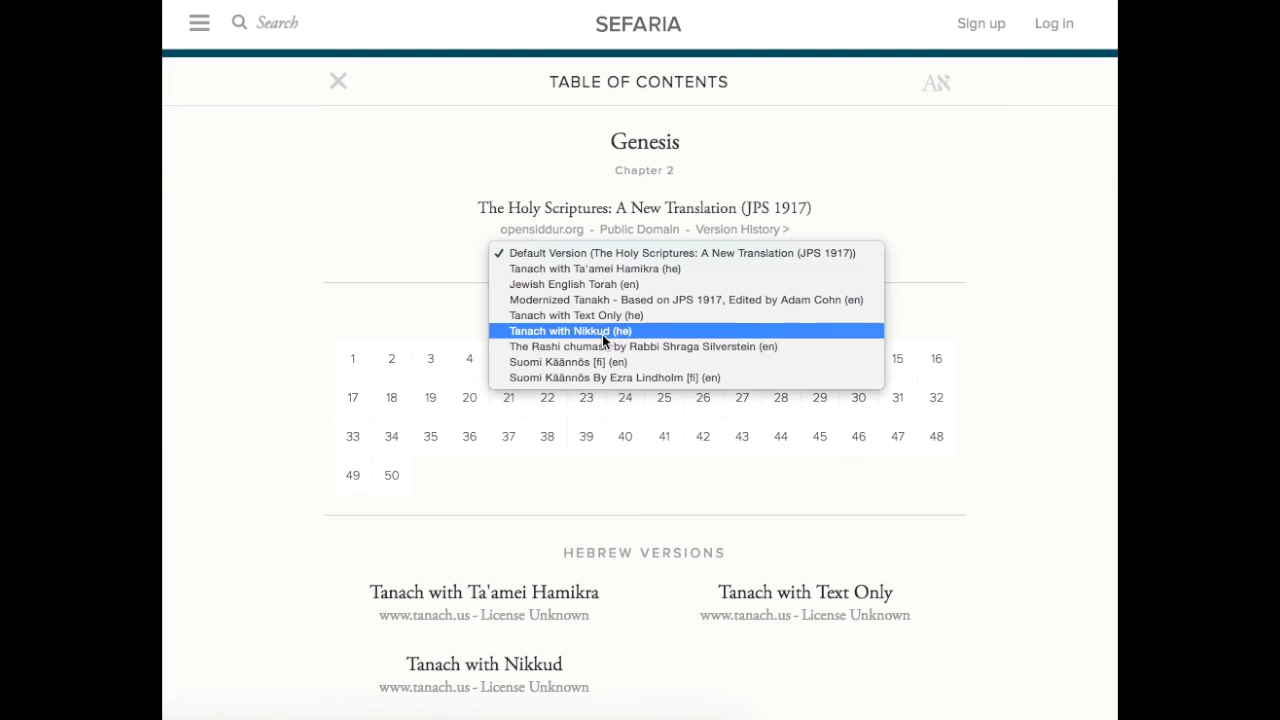 Search
SEFARIA
Sign up
Log in
TABLE OF CONTENTS
Aא
Genesis
Chapter 2
The Holy Scriptures: A New Translation (JPS 1917)
opensiddur.org - Public Domain - Version History >
✓ Default Version (The Holy Scriptures: A New Translation (JPS 1917))
Tanach with Ta'amei Hamikra (he)
Jewish English Torah (en)
Modernized Tanakh - Based on JPS 1917, Edited by Adam Cohn (en)
Tanach with Text Only (he)
Tanach with Nikkud (he)
The Rashi chumash by Rabbi Shraga Silverstein (en)
Suomi Käännös [fi] (en)
Suomi Käännös By Ezra Lindholm [fi] (en)
1 2 3 4 15 16
17 18 19 20 21 22 23 24 25 26 27 28 29 30 31 32
33 34 35 36 37 38 39 40 41 42 43 44 45 46 47 48
49 50
HEBREW VERSIONS
Tanach with Ta'amei Hamikra
www.tanach.us - License Unknown
Tanach with Text Only
www.tanach.us - License Unknown
Tanach with Nikkud
www.tanach.us - License Unknown